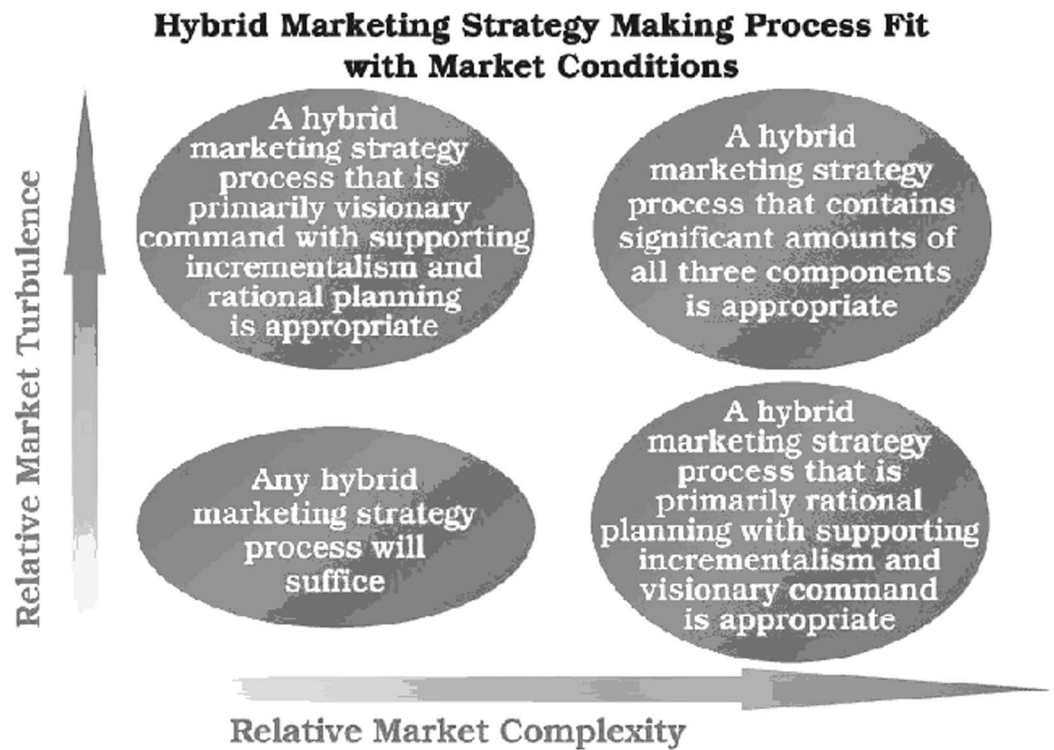 Hybrid Marketing Strategy Making Process Fit
with Market Conditions
Relative Market Turbulence
A hybrid
marketing strategy
process that is
primarily visionary
command with supporting
incrementalism and
rational planning
is appropriate
A hybrid
marketing strategy
process that contains
significant amounts of
all three components
is appropriate
Any hybrid
marketing strategy
process will
suffice
A hybrid
marketing strategy
process that is
primarily rational
planning with supporting
incrementalism and
visionary command
is appropriate
Relative Market Complexity